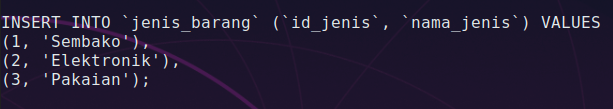 INSERT INTO `jenis_barang` (`id_jenis`, `nama_jenis`) VALUES
(1, 'Sembako'),
(2, 'Elektronik'),
(3, 'Pakaian');